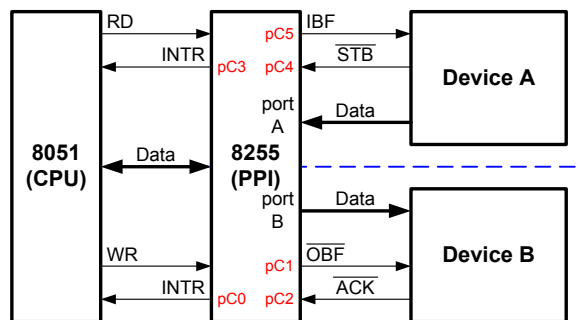 RD
pC5
IBF
INTR
pC3
pC4
STB
Device A
port
A
Data
8051
(CPU)
Data
8255
(PPI)
port
B
Data
WR
pC1
OBF
Device B
INTR
pC0
pC2
ACK